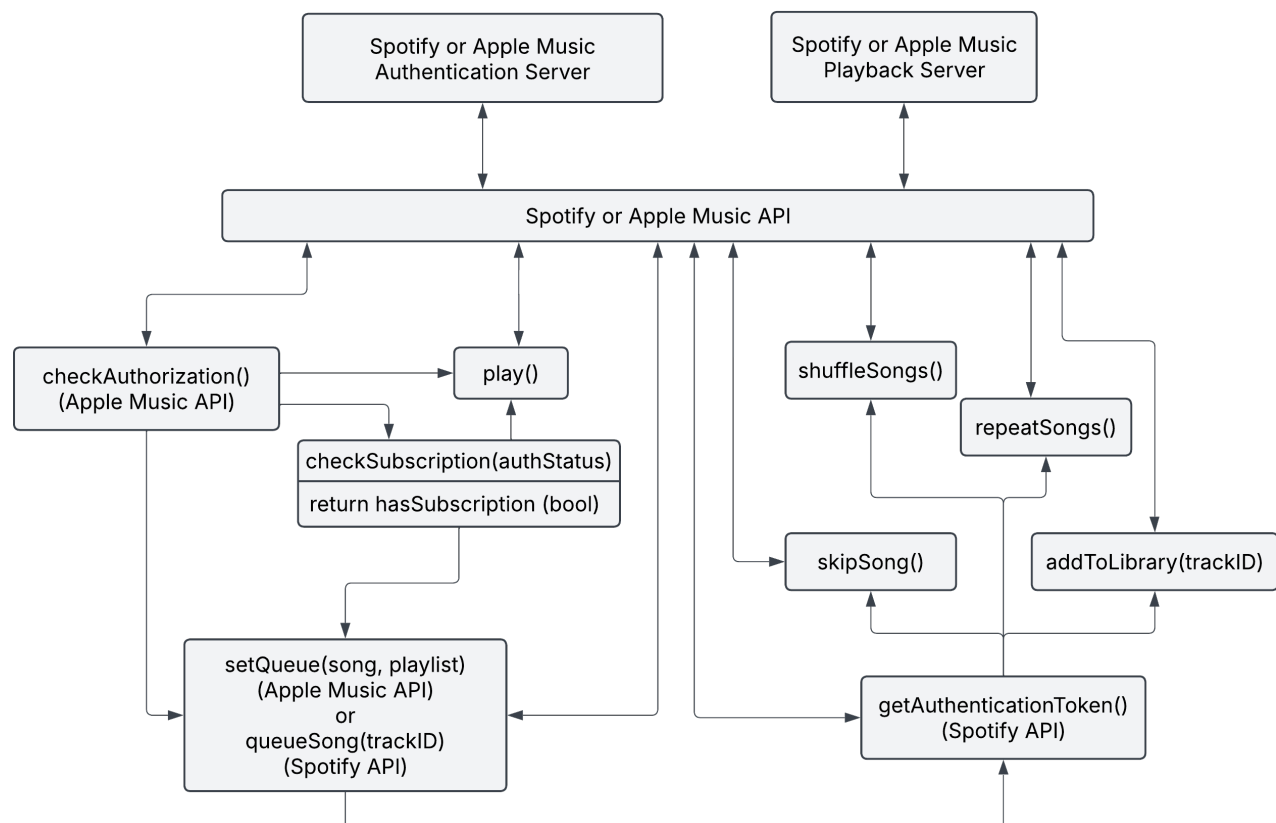 Spotify or Apple Music
Authentication Server
Spotify or Apple Music
Playback Server
Spotify or Apple Music API
checkAuthorization()
(Apple Music API)
play()
shuffleSongs()
repeatSongs()
checkSubscription(authStatus)
return hasSubscription (bool)
skipSong()
addToLibrary(trackID)
setQueue(song, playlist)
(Apple Music API)
or
queueSong(trackID)
(Spotify API)
getAuthenticationToken()
(Spotify API)